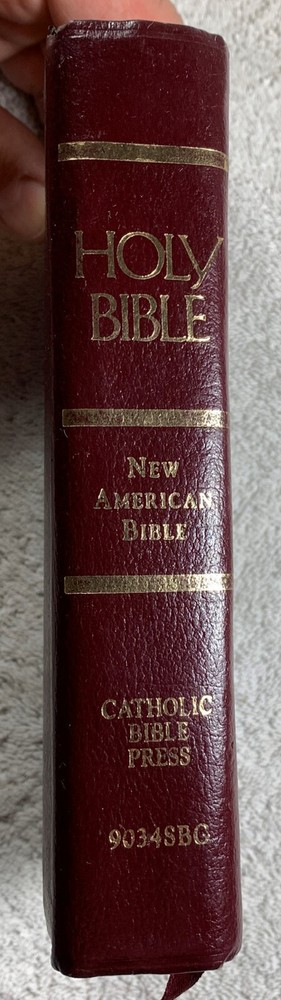 HOLY
BIBLE
NEW
AMERICAN
BIBLE
CATHOLIC
BIBLE
PRESS
9034SBG